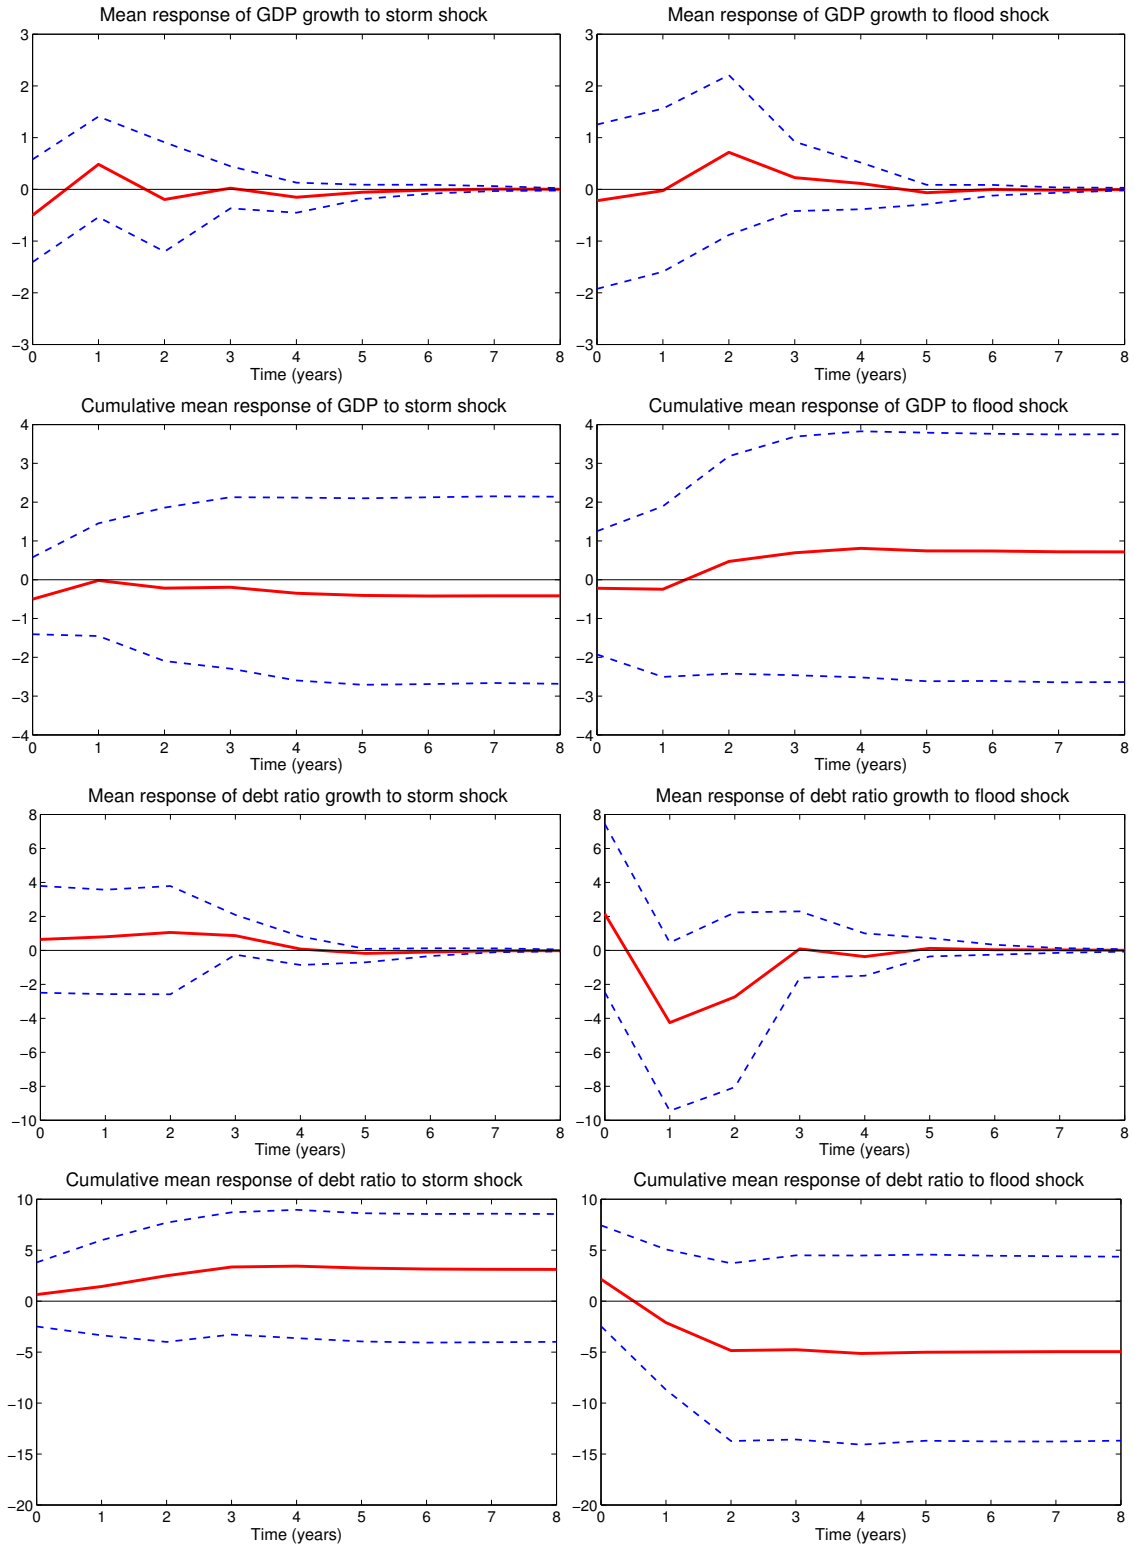 Mean response of GDP growth to storm shock
3
2
1
0
−1
−2
−3
0 1 2 3 4 5 6 7 8
Time (years)
Mean response of GDP growth to flood shock
3
2
1
0
−1
−2
−3
0 1 2 3 4 5 6 7 8
Time (years)
Cumulative mean response of GDP to storm shock
4
3
2
1
0
−1
−2
−3
−4
0 1 2 3 4 5 6 7 8
Time (years)
Cumulative mean response of GDP to flood shock
4
3
2
1
0
−1
−2
−3
−4
0 1 2 3 4 5 6 7 8
Time (years)
Mean response of debt ratio growth to storm shock
8
6
4
2
0
−2
−4
−6
−8
−10
0 1 2 3 4 5 6 7 8
Time (years)
Mean response of debt ratio growth to flood shock
8
6
4
2
0
−2
−4
−6
−8
−10
0 1 2 3 4 5 6 7 8
Time (years)
Cumulative mean response of debt ratio to storm shock
10
5
0
−5
−10
−15
−20
0 1 2 3 4 5 6 7 8
Time (years)
Cumulative mean response of debt ratio to flood shock
10
5
0
−5
−10
−15
−20
0 1 2 3 4 5 6 7 8
Time (years)